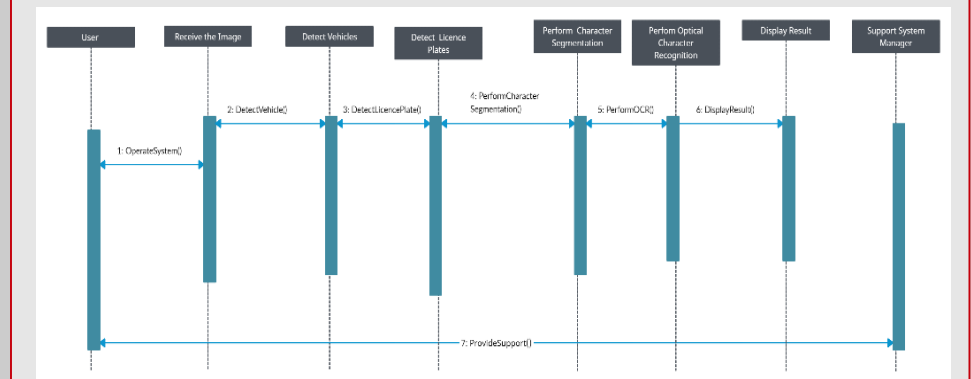 User
Receive the Image
Detect Vehicles
Detect Licence
Plates
Perform Character
Segmentation
Perfom Optical
Character
Recognition
Display Result
Support System
Manager
1: OperateSystem()
2: DetectVehicle()
3: DetectLicencePlate()
4: PerformCharacter
Segmentation()
5: PerformOCR()
6: DisplayResult()
7: ProvideSupport()